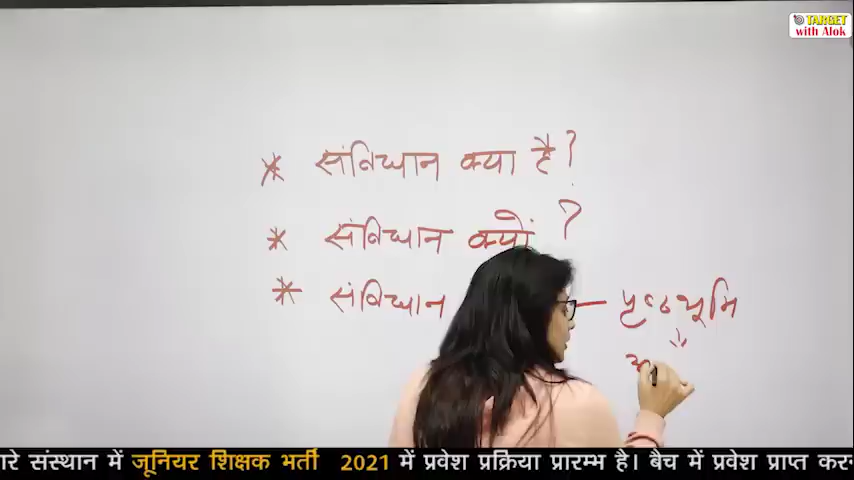 TARGET
with Alok
* संविधान क्या है?
* संविधान क्यों ?
* संविधान — पृष्ठभूमि
रे संस्थान में जूनियर शिक्षक भर्ती 2021 में प्रवेश प्रक्रिया प्रारम्भ है। बैच में प्रवेश प्राप्त कर